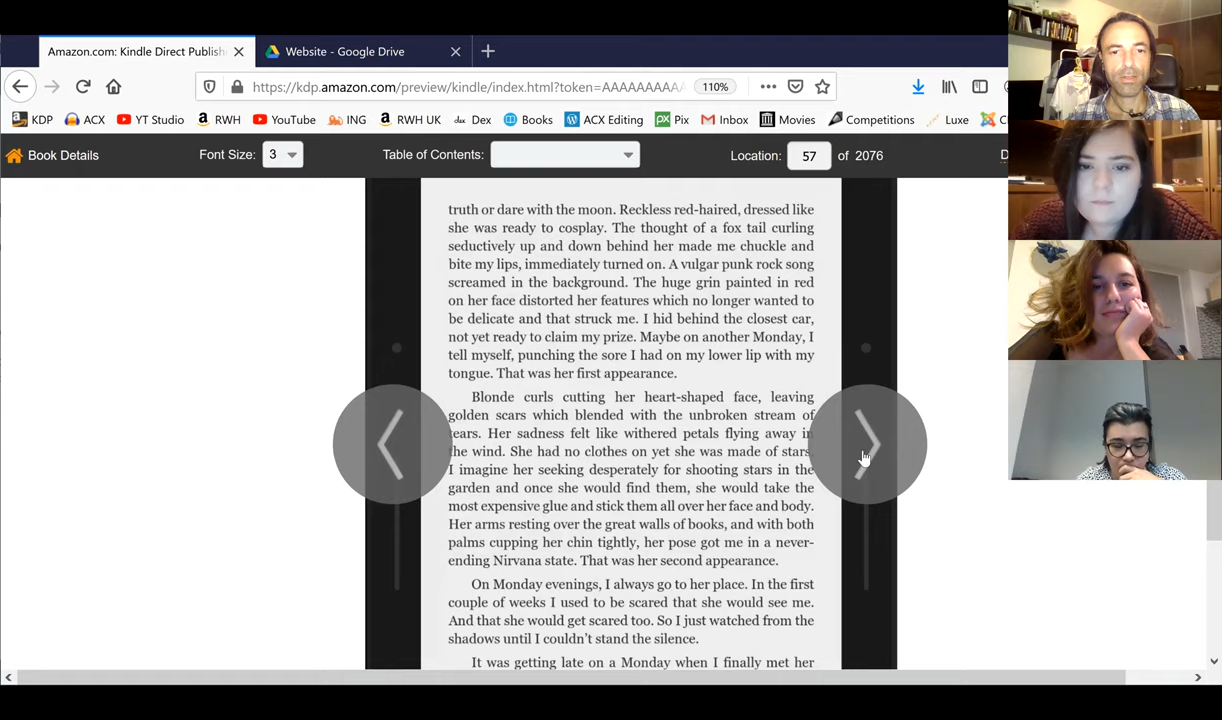 Amazon.com: Kindle Direct Publish
Website - Google Drive
https://kdp.amazon.com/preview/kindle/index.html?token=AAAAAAAAA
110%
KDP
ACX
YT Studio
RWH
YouTube
ING
RWH UK
dex Dex
Books
ACX Editing
px Pix
Inbox
Movies
Competitions
Luxe
Book Details
Font Size: 3
Table of Contents:
Location: 57 of 2076
D
truth or dare with the moon. Reckless red-haired, dressed like
she was ready to cosplay. The thought of a fox tail curling
seductively up and down behind her made me chuckle and
bite my lips, immediately turned on. A vulgar punk rock song
screamed in the background. The huge grin painted in red
on her face distorted her features which no longer wanted to
be delicate and that struck me. I hid behind the closest car,
not yet ready to claim my prize. Maybe on another Monday, I
tell myself, punching the sore I had on my lower lip with my
tongue. That was her first appearance.
Blonde curls cutting her heart-shaped face, leaving
golden scars which blended with the unbroken stream of
tears. Her sadness felt like withered petals flying away in
the wind. She had no clothes on yet she was made of stars.
I imagine her seeking desperately for shooting stars in the
garden and once she would find them, she would take the
most expensive glue and stick them all over her face and body.
Her arms resting over the great walls of books, and with both
palms cupping her chin tightly, her pose got me in a never-
ending Nirvana state. That was her second appearance.
On Monday evenings, I always go to her place. In the first
couple of weeks I used to be scared that she would see me.
And that she would get scared too. So I just watched from the
shadows until I couldn't stand the silence.
It was getting late on a Monday when I finally met her